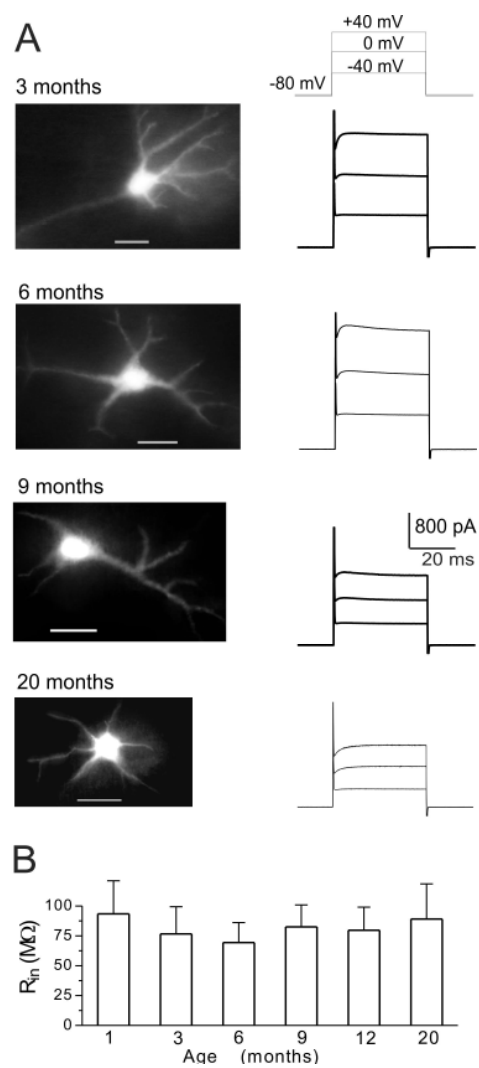 A
3 months
+40 mV
0 mV
-40 mV
-80 mV
6 months
9 months
800 pA
20 ms
20 months
B
Rin (MΩ)
100
75
50
25
0
1 3 6 9 12 20
Age (months)